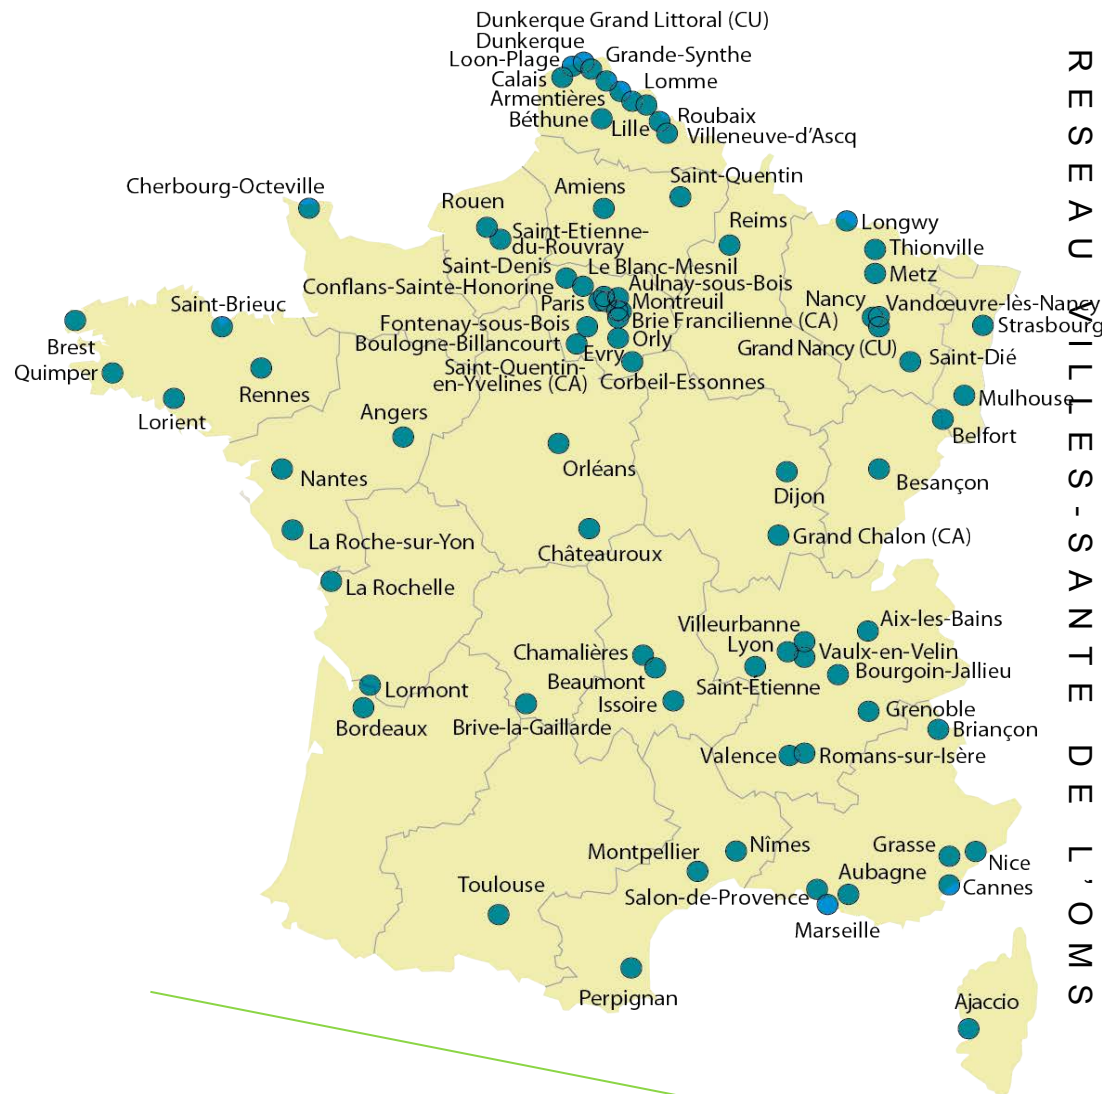 Dunkerque Grand Littoral (CU)
Dunkerque
Loon-Plage
Grande-Synthe
Calais
Lomme
Armentières
Béthune
Lille
Roubaix
Villeneuve-d'Ascq
Cherbourg-Octeville
Amiens
Saint-Quentin
Rouen
Saint-Etienne-
du-Rouvray
Reims
Longwy
Thionville
Metz
Saint-Denis
Le Blanc-Mesnil
Conflans-Sainte-Honorine
Aulnay-sous-Bois
Paris
Montreuil
Nancy
Vandœuvre-lès-Nancy
Saint-Brieuc
Fontenay-sous-Bois
Brie Francilienne (CA)
Strasbourg
Boulogne-Billancourt
Orly
Evry
Grand Nancy (CU)
Saint-Dié
Brest
Quimper
Saint-Quentin-
en-Yvelines (CA)
Corbeil-Essonnes
Rennes
Lorient
Angers
Mulhouse
Belfort
Nantes
Orléans
Dijon
Besançon
La Roche-sur-Yon
Châteauroux
Grand Chalon (CA)
La Rochelle
Villeurbanne
Aix-les-Bains
Lyon
Vaulx-en-Velin
Chamalières
Bourgoin-Jallieu
Beaumont
Saint-Étienne
Issoire
Lormont
Bordeaux
Brive-la-Gaillarde
Grenoble
Briançon
Valence
Romans-sur-Isère
Montpellier
Nîmes
Grasse
Nice
Aubagne
Cannes
Toulouse
Salon-de-Provence
Marseille
Perpignan
Ajaccio
RESEAU VILLES-SANTE DE L'OMS